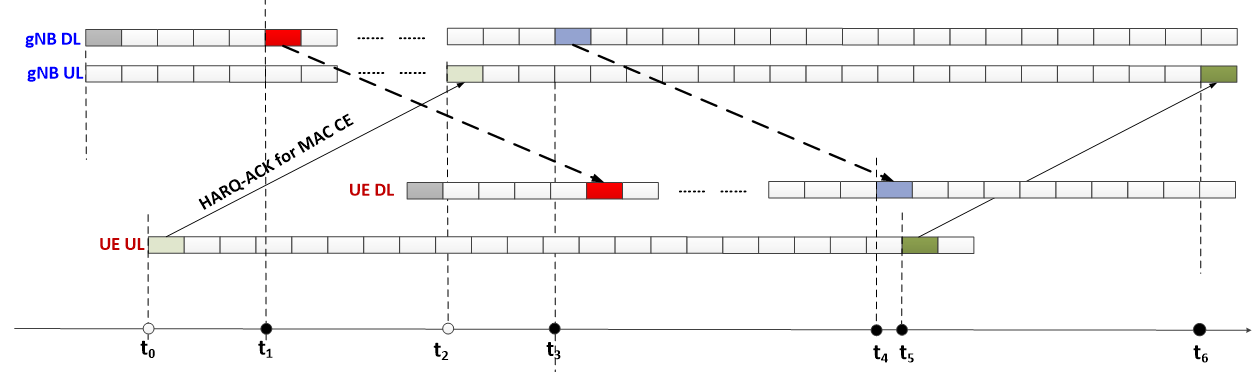 gNB DL
gNB UL
HARQ-ACK for MAC CE
UE DL
UE UL
t0 t1 t2 t3 t4 t5 t6